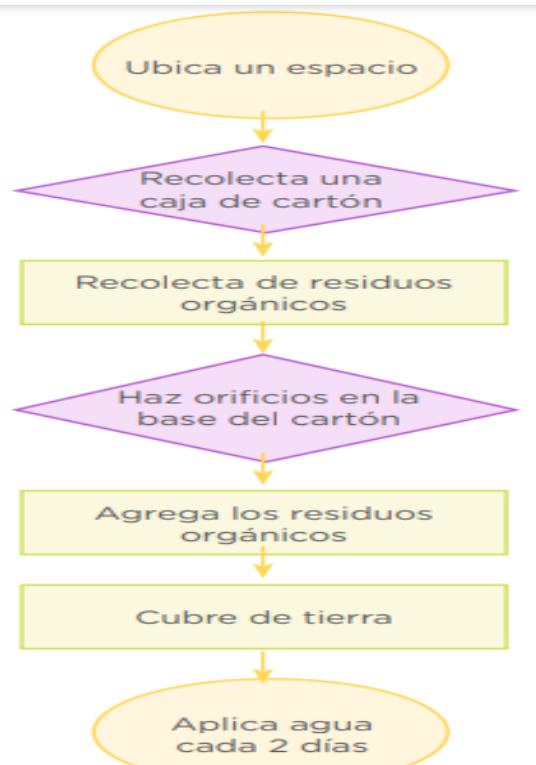 Ubica un espacio
Recolecta una
caja de cartón
Recolecta de residuos
orgánicos
Haz orificios en la
base del cartón
Agrega los residuos
orgánicos
Cubre de tierra
Aplica agua
cada 2 días